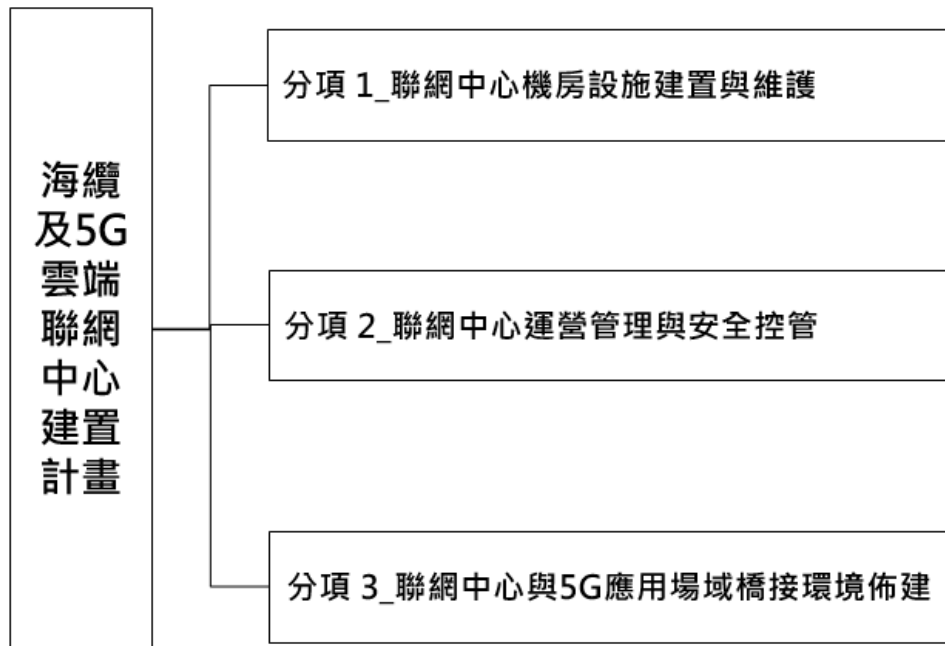 海纜
及5G
雲端
聯網
中心
建置
計畫
分項 1_聯網中心機房設施建置與維護
分項 2_聯網中心運營管理與安全控管
分項 3_聯網中心與5G應用場域橋接環境佈建